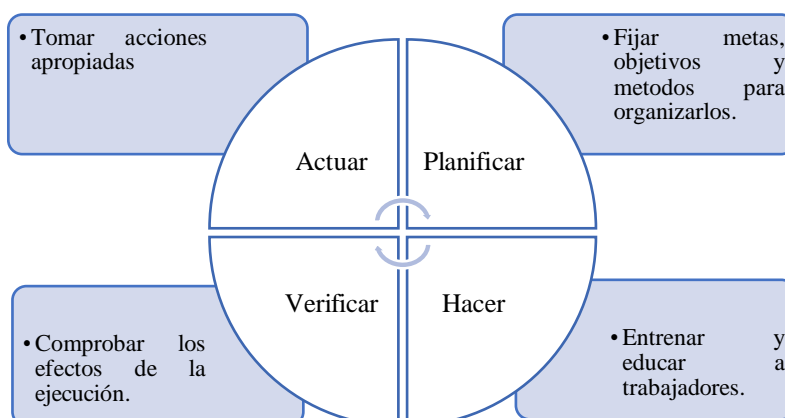 • Tomar acciones
apropiadas
• Fijar metas,
objetivos y
metodos para
organizarlos.
Actuar
Planificar
Verificar
Hacer
• Comprobar los
efectos de la
ejecución.
• Entrenar y
educar a
trabajadores.